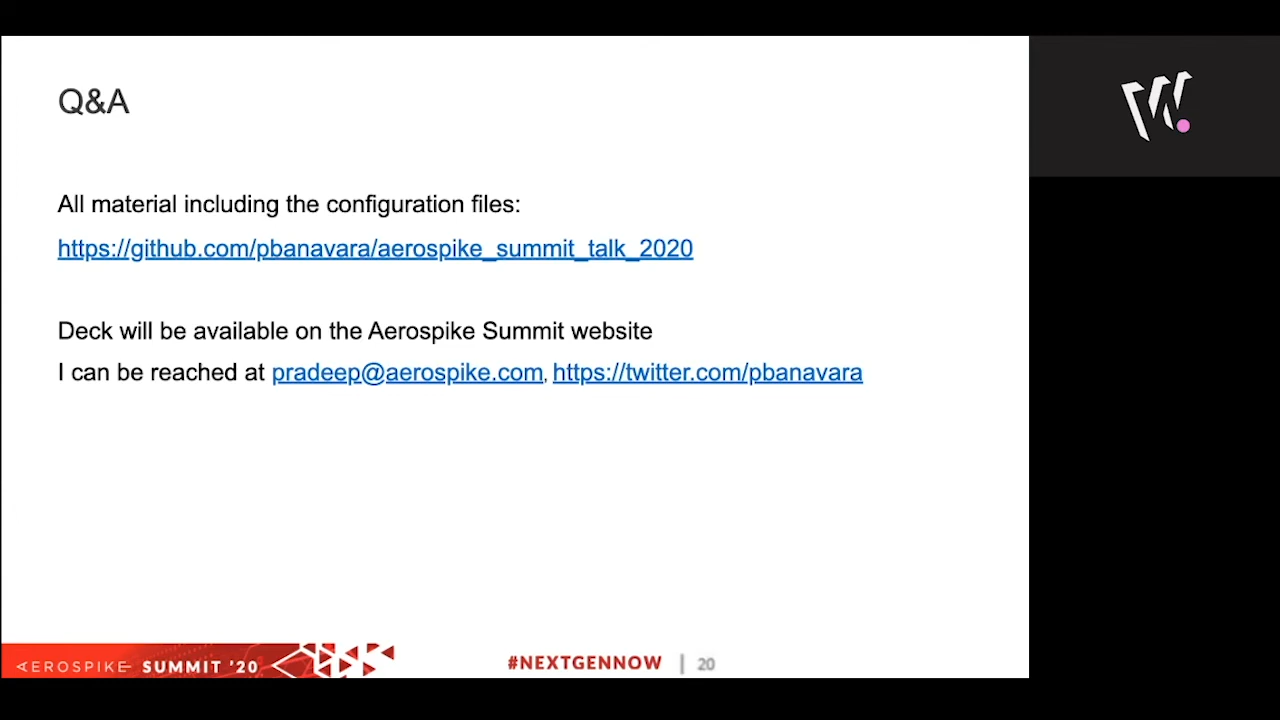 Q&A
All material including the configuration files:
https://github.com/pbanavara/aerospike_summit_talk_2020
Deck will be available on the Aerospike Summit website
I can be reached at pradeep@aerospike.com, https://twitter.com/pbanavara
AEROSPIKE SUMMIT '20
#NEXTGENNOW | 20
W.